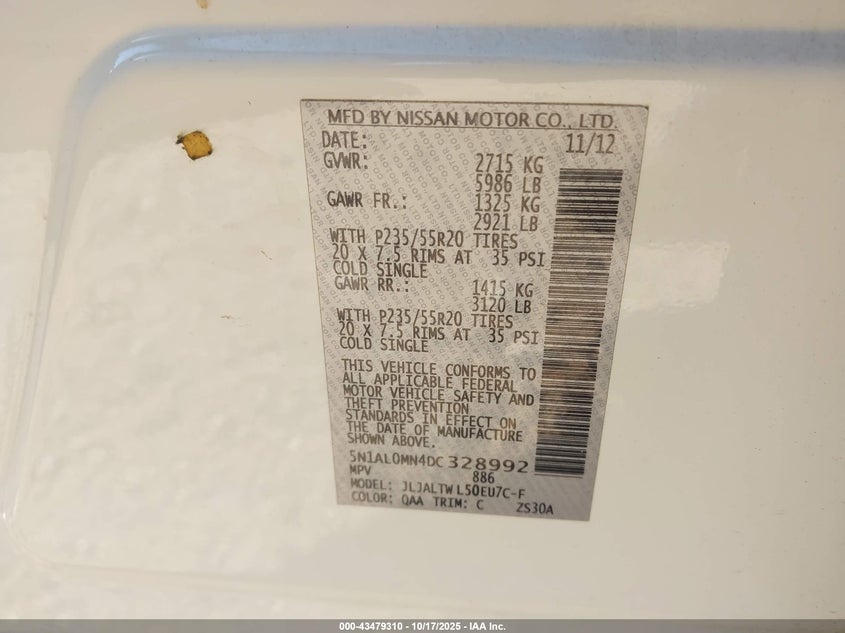 MFD BY NISSAN MOTOR CO., LTD.
DATE: 11/12
GVWR: 2715 KG
5986 LB
GAWR FR.: 1325 KG
2921 LB
WITH P235/55R20 TIRES
20 X 7.5 RIMS AT 35 PSI
COLD SINGLE
GAWR RR.: 1415 KG
3120 LB
WITH P235/55R20 TIRES
20 X 7.5 RIMS AT 35 PSI
COLD SINGLE
THIS VEHICLE CONFORMS TO
ALL APPLICABLE FEDERAL
MOTOR VEHICLE SAFETY AND
THEFT PREVENTION
STANDARDS IN EFFECT ON
THE DATE OF MANUFACTURE
SHOWN ABOVE.
5N1AL0MN4DC328992
MPV 886
MODEL: JLJALTWL50EU7C-F
COLOR: QAA TRIM: C ZS30A
000-43479310 - 10/17/2025 - IAA Inc.